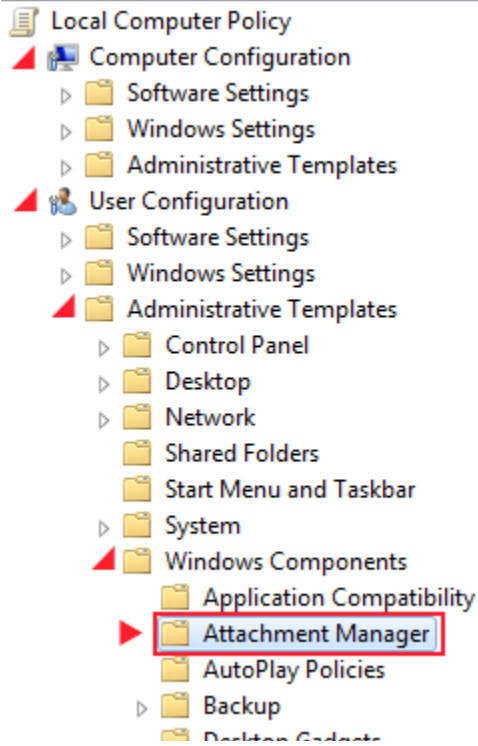 Local Computer Policy
Computer Configuration
Software Settings
Windows Settings
Administrative Templates
User Configuration
Software Settings
Windows Settings
Administrative Templates
Control Panel
Desktop
Network
Shared Folders
Start Menu and Taskbar
System
Windows Components
Application Compatibility
Attachment Manager
AutoPlay Policies
Backup
Desktop Gadgets